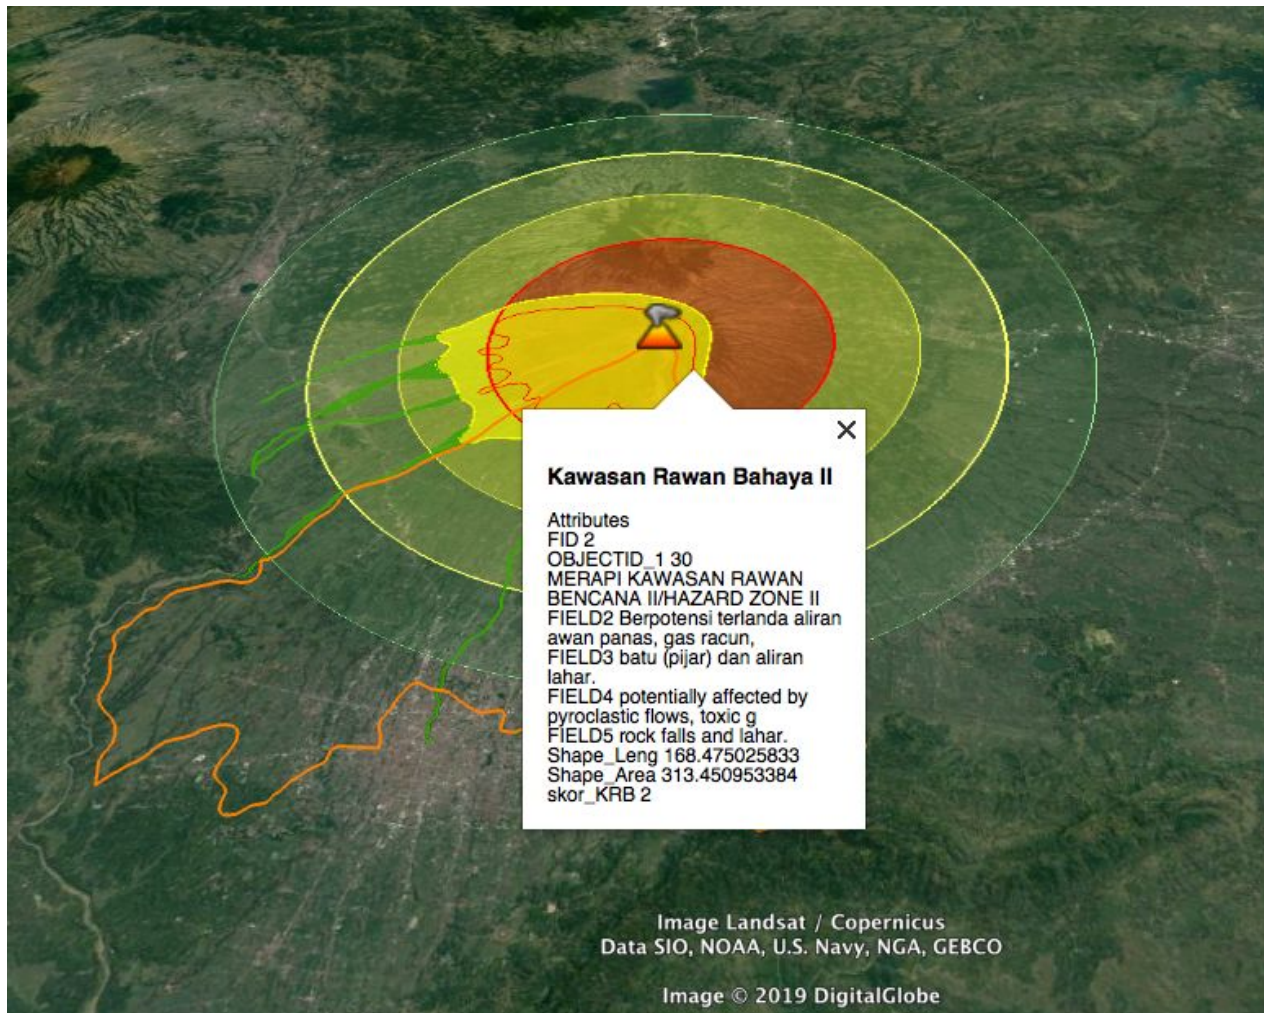 Kawasan Rawan Bahaya II
Attributes
FID 2
OBJECTID_1 30
MERAPI KAWASAN RAWAN
BENCANA II/HAZARD ZONE II
FIELD2 Berpotensi terlanda aliran
awan panas, gas racun,
FIELD3 batu (pijar) dan aliran
lahar.
FIELD4 potentially affected by
pyroclastic flows, toxic g
FIELD5 rock falls and lahar.
Shape_Leng 168.475025833
Shape_Area 313.450953384
skor_KRB 2
Image Landsat / Copernicus
Data SIO, NOAA, U.S. Navy, NGA, GEBCO
Image © 2019 DigitalGlobe